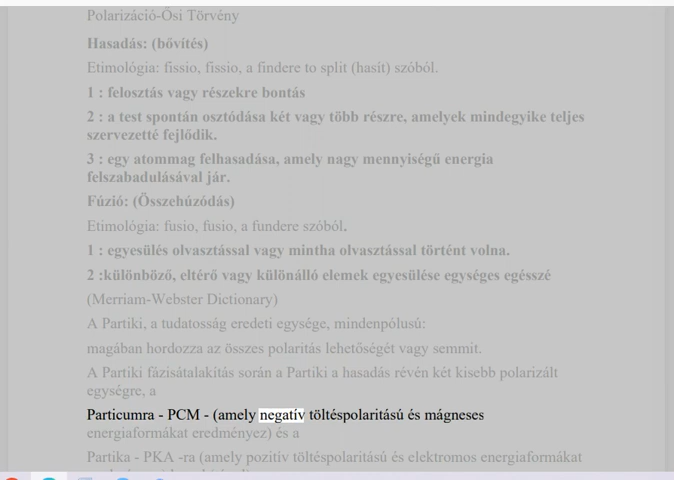 Polarizáció-Ősi Törvény
Hasadás: (bővítés)
Etimológia: fissio, fissio, a findere to split (hasít) szóból.
1 : felosztás vagy részekre bontás
2 : a test spontán osztódása két vagy több részre, amelyek mindegyike teljes
szervezetté fejlődik.
3 : egy atommag felhasadása, amely nagy mennyiségű energia
felszabadulásával jár.
Fúzió: (Összehúzódás)
Etimológia: fusio, fusio, a fundere szóból.
1 : egyesülés olvasztással vagy mintha olvasztással történt volna.
2 :különböző, eltérő vagy különálló elemek egyesülése egységes egésszé
(Merriam-Webster Dictionary)
A Partiki, a tudatosság eredeti egysége, mindenpólusú:
magában hordozza az összes polaritás lehetőségét vagy semmit.
A Partiki fázisátalakítás során a Partiki a hasadás révén két kisebb polarizált
egységre, a
Particumra - PCM - (amely negatív töltéspolaritású és mágneses
energiaformákat eredményez) és a
Partika - PKA -ra (amely pozitív töltéspolaritású és elektromos energiaformákat